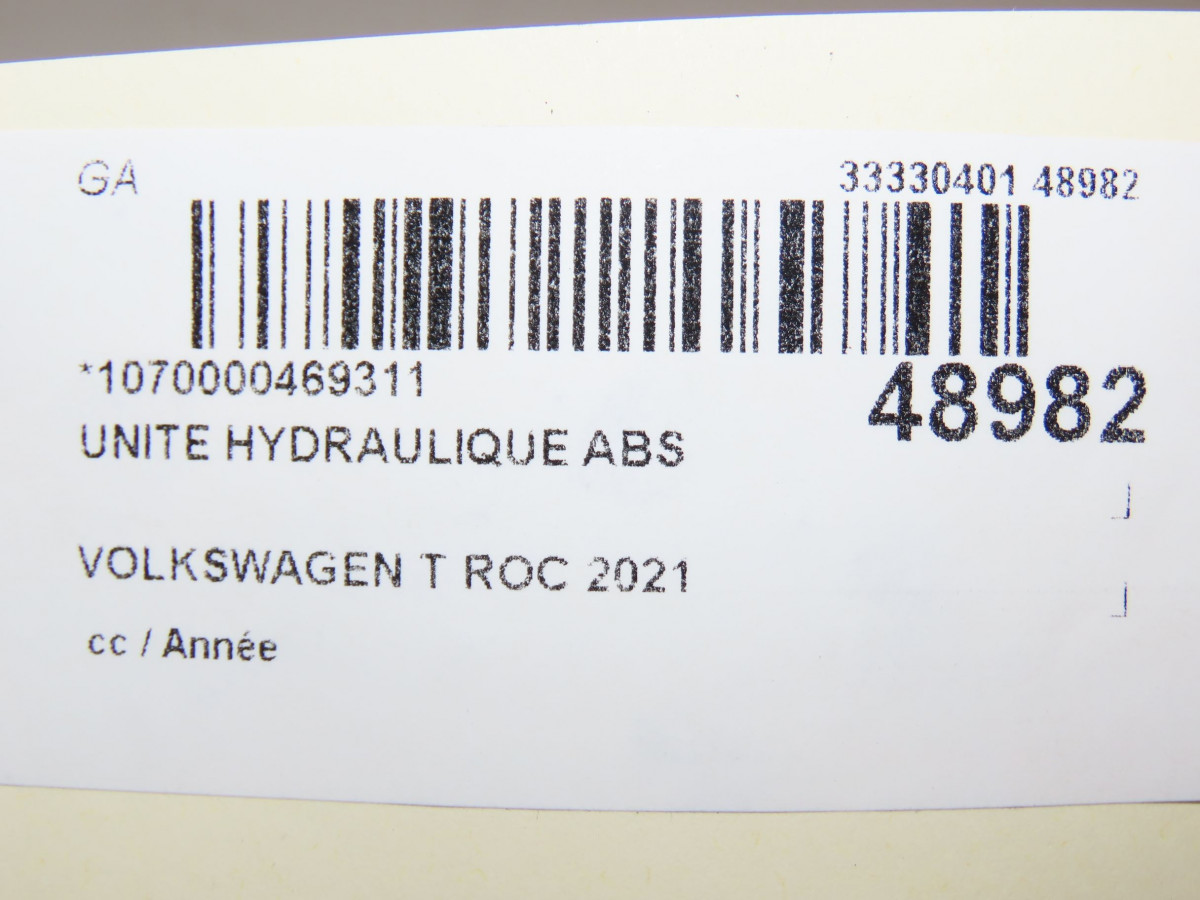 GA
33330401 48982
*1070000469311
48982
UNITE HYDRAULIQUE ABS
VOLKSWAGEN T ROC 2021
cc / Année